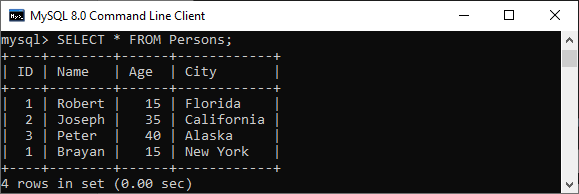 MySQL 8.0 Command Line Client
mysql> SELECT * FROM Persons;
+----+--------+------+------------+
| ID | Name   | Age  | City       |
+----+--------+------+------------+
|  1 | Robert |   15 | Florida    |
|  2 | Joseph |   35 | California |
|  3 | Peter  |   40 | Alaska     |
|  1 | Brayan |   15 | New York   |
+----+--------+------+------------+
4 rows in set (0.00 sec)